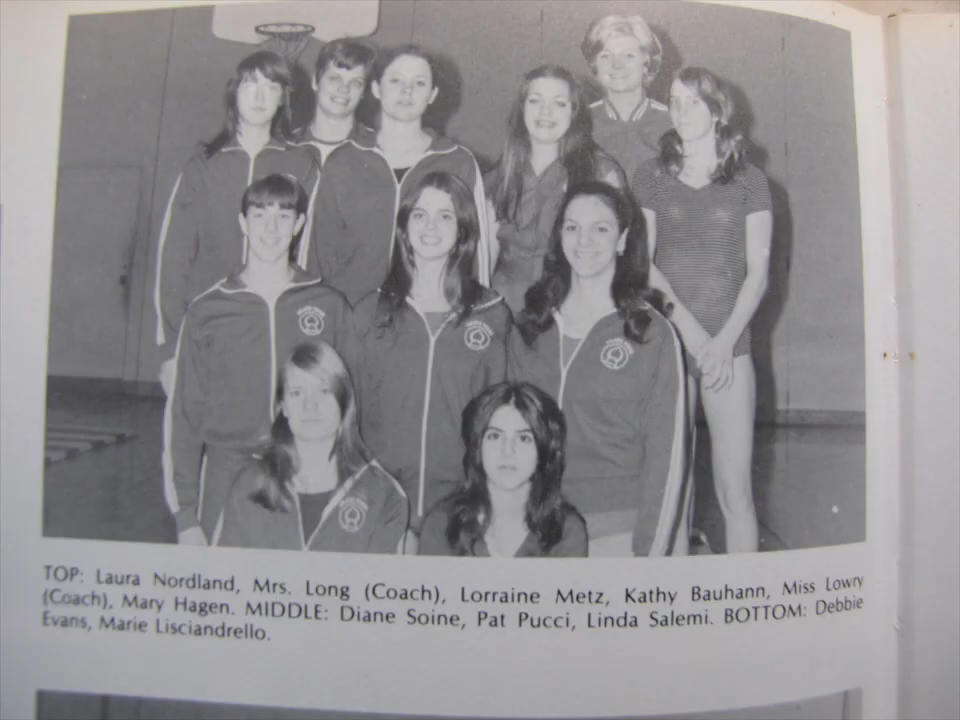 TOP: Laura Nordland, Mrs. Long (Coach), Lorraine Metz, Kathy Bauhann, Miss Lowry
(Coach), Mary Hagen. MIDDLE: Diane Soine, Pat Pucci, Linda Salemi. BOTTOM: Debbie
Evans, Marie Lisciandrello.